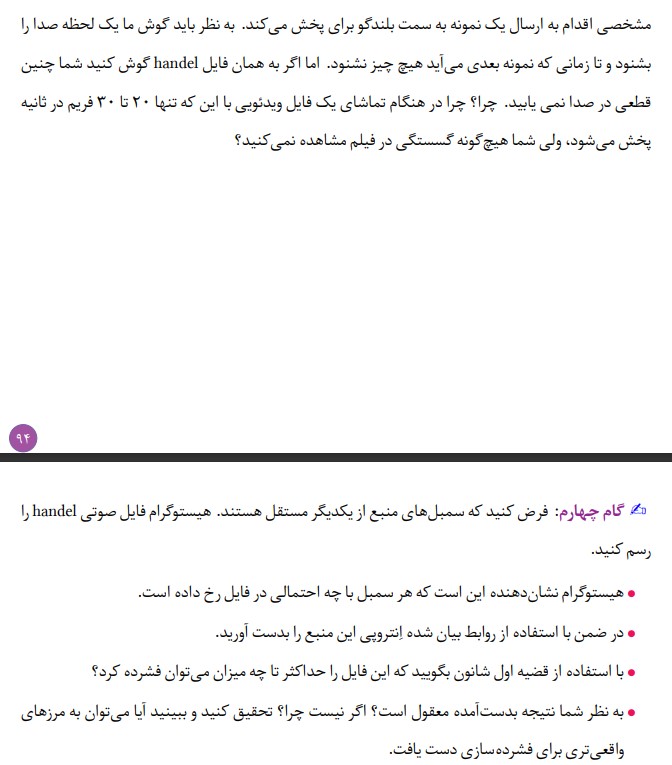 مشخصی اقدام به ارسال یک نمونه به سمت بلندگو برای پخش می‌کند. به نظر باید گوش ما یک لحظه صدا را
بشنود و تا زمانی که نمونه بعدی می‌آید هیچ چیز نشنود. اما اگر به همان فایل handel گوش کنید شما چنین
قطعی در صدا نمی یابید. چرا؟ چرا در هنگام تماشای یک فایل ویدئویی با این که تنها ۲۰ تا ۳۰ فریم در ثانیه
پخش می‌شود، ولی شما هیچ‌گونه گسستگی در فیلم مشاهده نمی‌کنید؟
۹۴
✍ گام چهارم: فرض کنید که سمبل‌های منبع از یکدیگر مستقل هستند. هیستوگرام فایل صوتی handel را
رسم کنید.
• هیستوگرام نشان‌دهنده این است که هر سمبل با چه احتمالی در فایل رخ داده است.
• در ضمن با استفاده از روابط بیان شده اِنتروپی این منبع را بدست آورید.
• با استفاده از قضیه اول شانون بگویید که این فایل را حداکثر تا چه میزان می‌توان فشرده کرد؟
• به نظر شما نتیجه بدست‌آمده معقول است؟ اگر نیست چرا؟ تحقیق کنید و ببینید آیا می‌توان به مرزهای
واقعی‌تری برای فشرده‌سازی دست یافت.